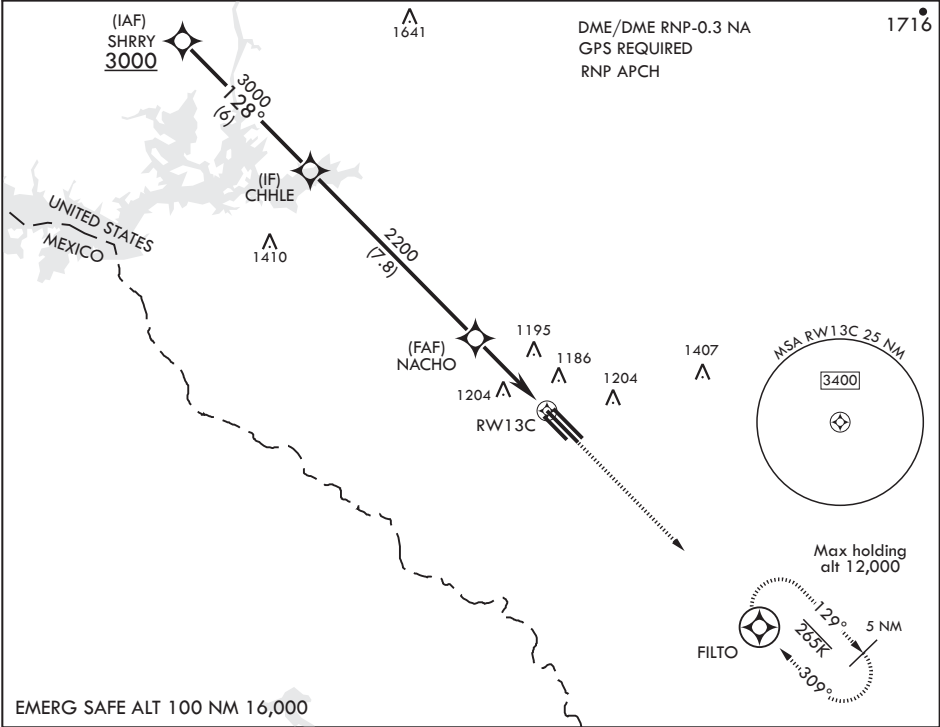 (IAF)
SHRRY
3000
1641
DME/DME RNP-0.3 NA
GPS REQUIRED
RNP APCH
1716
3000
128°
(6)
(IF)
CHHLE
UNITED STATES
MEXICO
1410
2200
(7.8)
(FAF)
NACHO
1195
1186
1204
1204
1407
RW13C
MSA RW13C 25 NM
3400
Max holding
alt 12,000
129°
265K
5 NM
309°
FILTO
EMERG SAFE ALT 100 NM 16,000